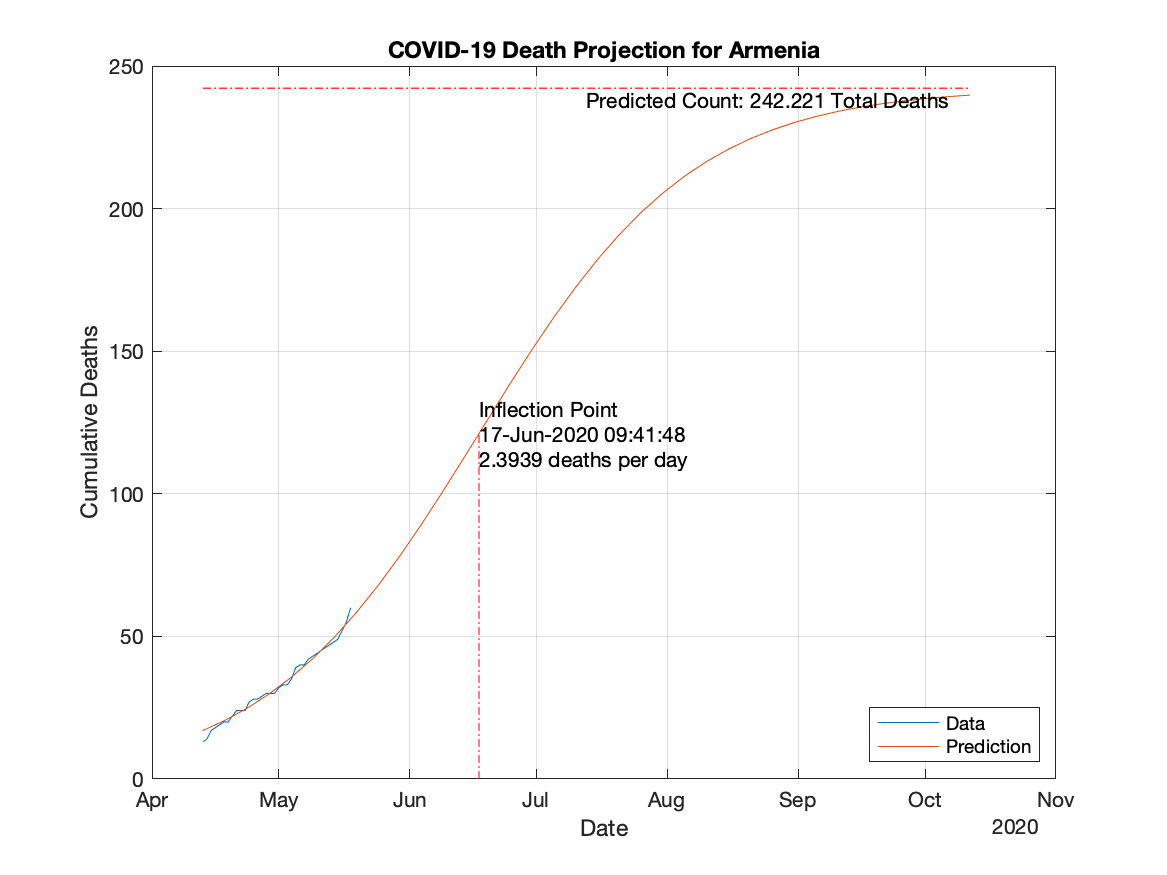 COVID-19 Death Projection for Armenia
250
Predicted Count: 242.221 Total Deaths
200
150
Inflection Point
17-Jun-2020 09:41:48
2.3939 deaths per day
100
50
0
Cumulative Deaths
Data
Prediction
Apr May Jun Jul Aug Sep Oct Nov
Date
2020